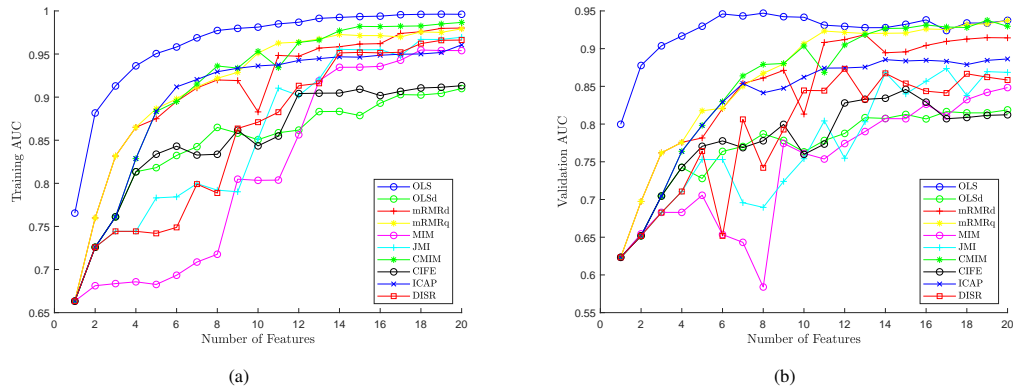 1
0.95
0.9
0.85
0.8
0.75
0.7
0.65
Training AUC
0 2 4 6 8 10 12 14 16 18 20
Number of Features
OLS
OLSd
mRMRd
mRMRq
MIM
JMI
CMIM
CIFE
ICAP
DISR
(a)
0.95
0.9
0.85
0.8
0.75
0.7
0.65
0.6
0.55
Validation AUC
0 2 4 6 8 10 12 14 16 18 20
Number of Features
OLS
OLSd
mRMRd
mRMRq
MIM
JMI
CMIM
CIFE
ICAP
DISR
(b)